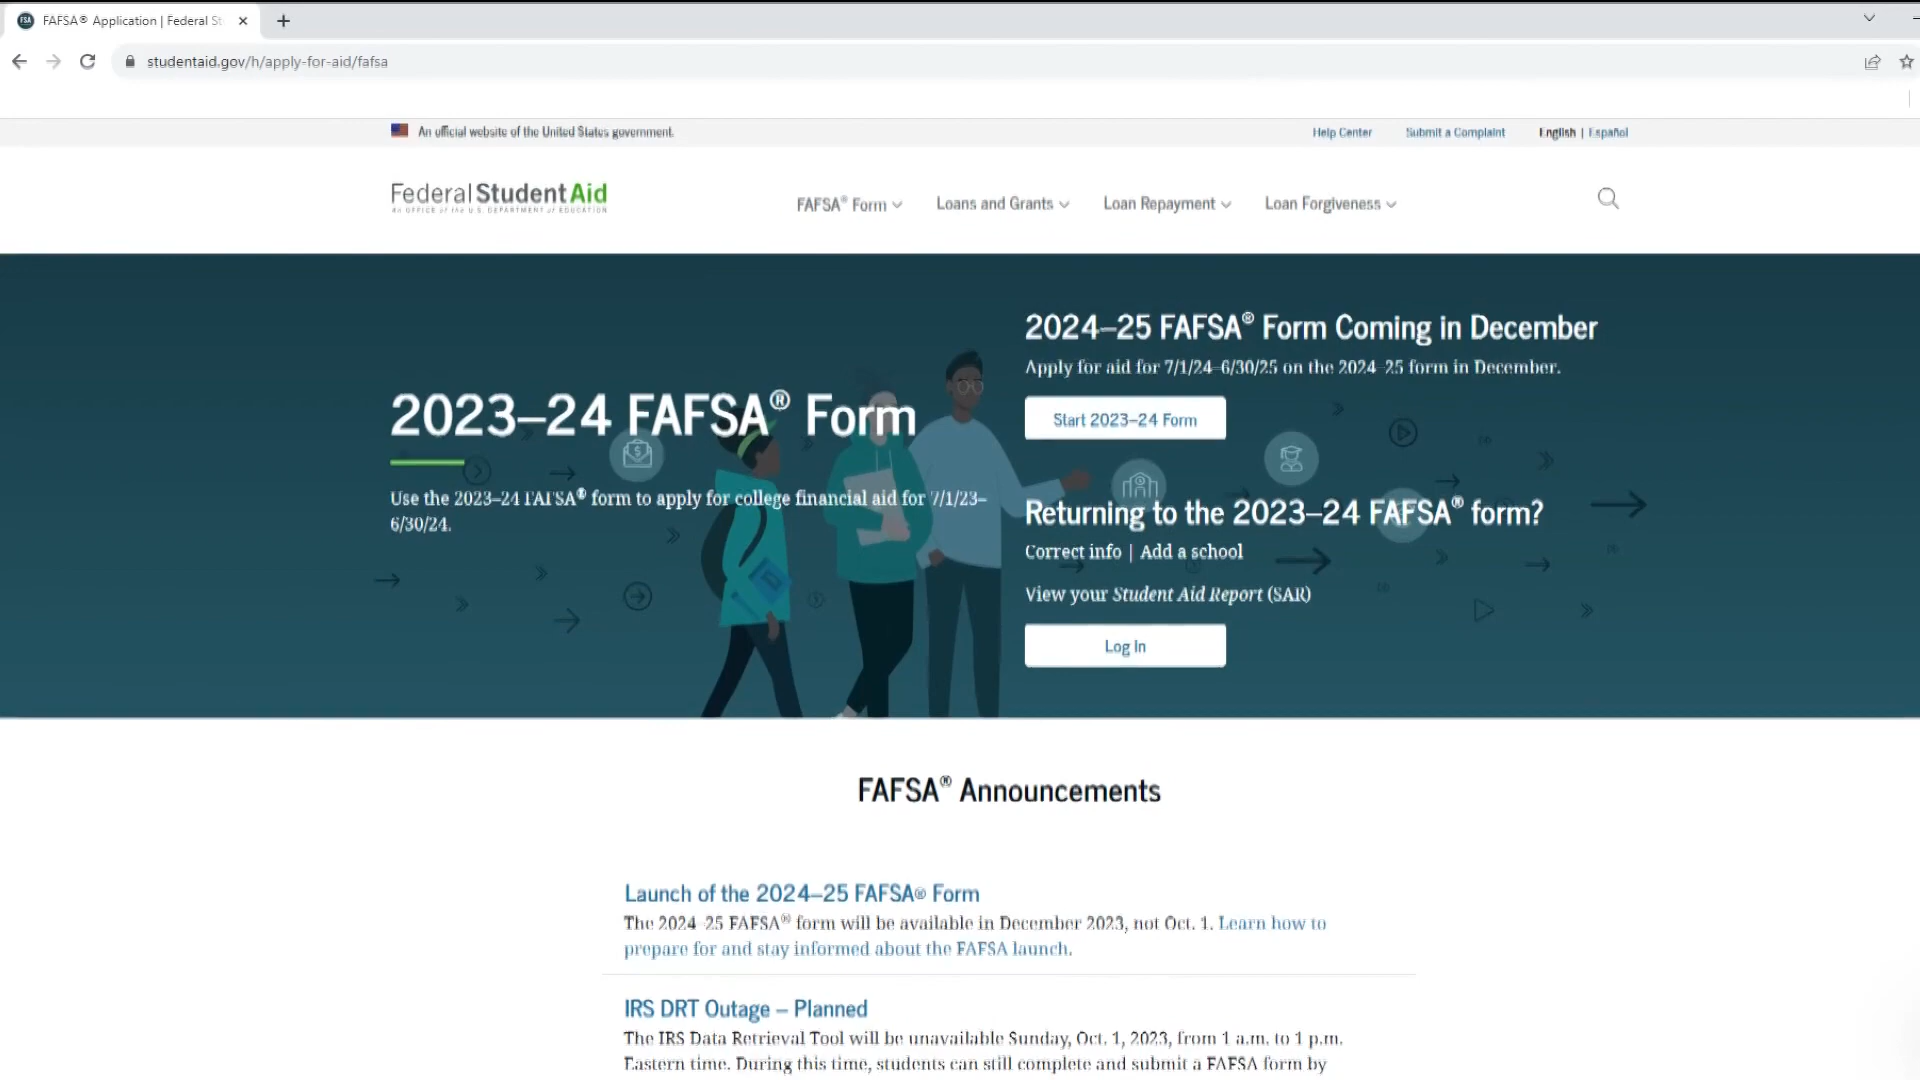 FAFSA® Application | Federal St
studentaid.gov/h/apply-for-aid/fafsa
An official website of the United States government.
Help Center Submit a Complaint English | Español
Federal Student Aid
An OFFICE of the U.S. DEPARTMENT of EDUCATION
FAFSA® Form Loans and Grants Loan Repayment Loan Forgiveness
2023–24 FAFSA® Form
Use the 2023–24 FAFSA® form to apply for college financial aid for 7/1/23–
6/30/24.
2024–25 FAFSA® Form Coming in December
Apply for aid for 7/1/24–6/30/25 on the 2024–25 form in December.
Start 2023–24 Form
Returning to the 2023–24 FAFSA® form?
Correct info | Add a school
View your Student Aid Report (SAR)
Log In
FAFSA® Announcements
Launch of the 2024–25 FAFSA® Form
The 2024–25 FAFSA® form will be available in December 2023, not Oct. 1. Learn how to
prepare for and stay informed about the FAFSA launch.
IRS DRT Outage – Planned
The IRS Data Retrieval Tool will be unavailable Sunday, Oct. 1, 2023, from 1 a.m. to 1 p.m.
Eastern time. During this time, students can still complete and submit a FAFSA form by